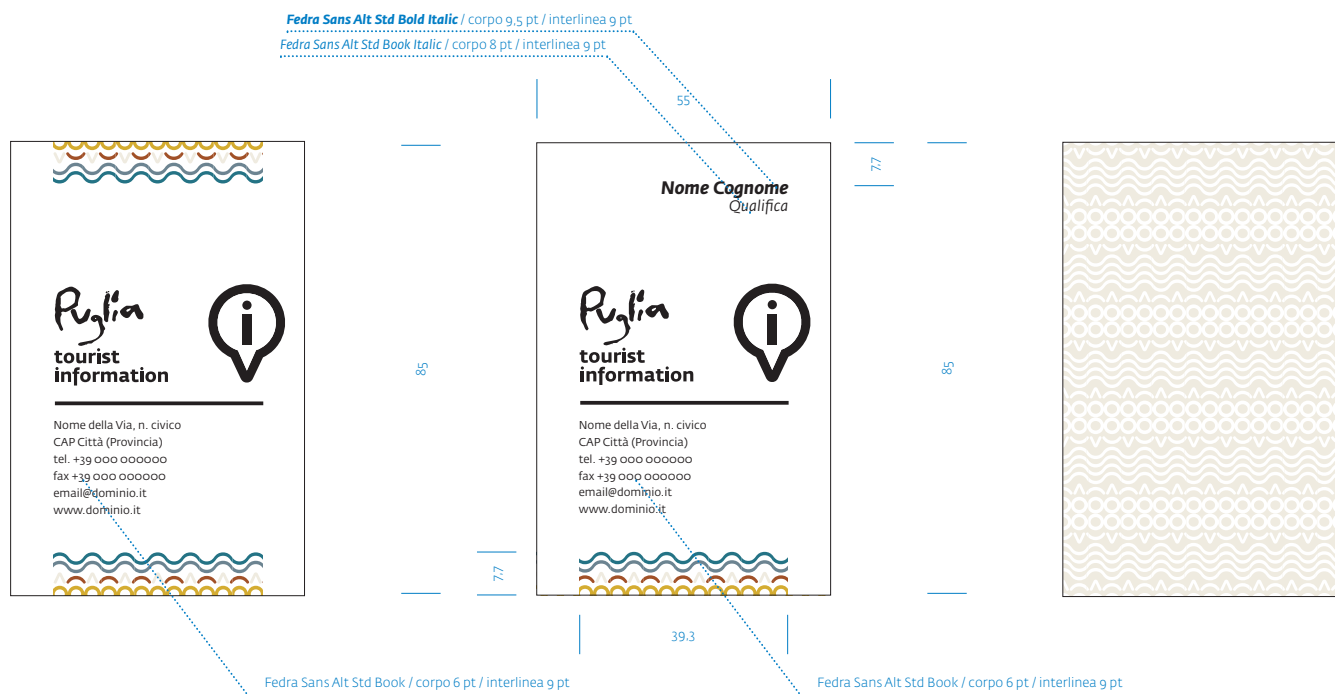 Fedra Sans Alt Std Bold Italic / corpo 9,5 pt / interlinea 9 pt
Fedra Sans Alt Std Book Italic / corpo 8 pt / interlinea 9 pt
Puglia
tourist
information
Nome della Via, n. civico
CAP Città (Provincia)
tel. +39 000 000000
fax +39 000 000000
email@dominio.it
www.dominio.it
85
7,7
55
Nome Cognome
Qualifica
Puglia
tourist
information
Nome della Via, n. civico
CAP Città (Provincia)
tel. +39 000 000000
fax +39 000 000000
email@dominio.it
www.dominio.it
39,3
7,7
85
Fedra Sans Alt Std Book / corpo 6 pt / interlinea 9 pt
Fedra Sans Alt Std Book / corpo 6 pt / interlinea 9 pt